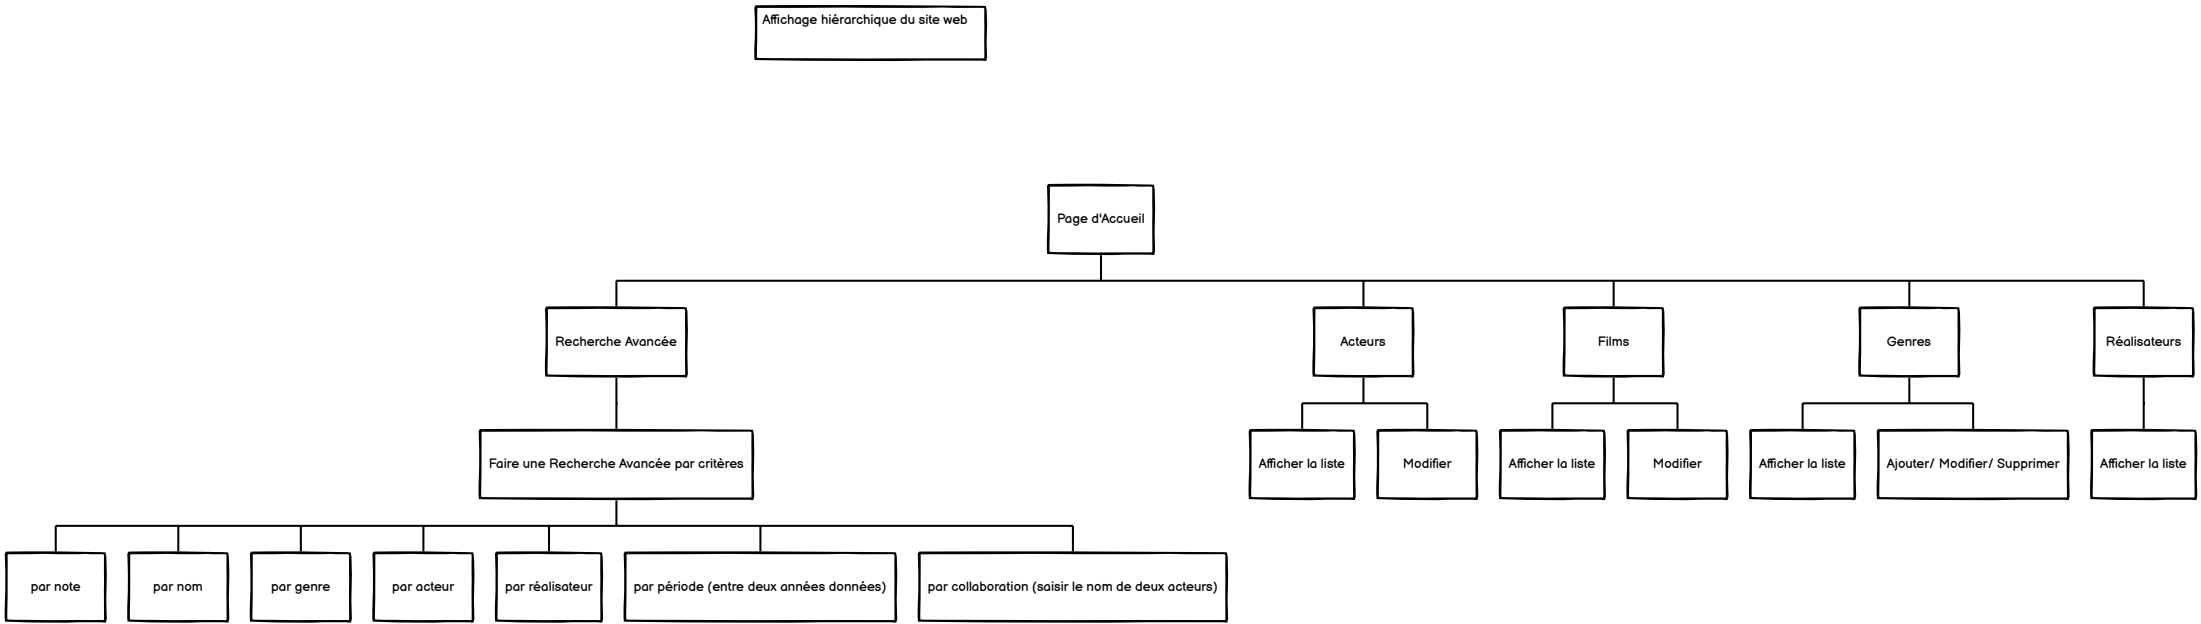 Affichage hiérarchique du site web
Page d'Accueil
Recherche Avancée
Acteurs
Films
Genres
Réalisateurs
Faire une Recherche Avancée par critères
Afficher la liste
Modifier
Afficher la liste
Modifier
Afficher la liste
Ajouter/ Modifier/ Supprimer
Afficher la liste
par note
par nom
par genre
par acteur
par réalisateur
par période (entre deux années données)
par collaboration (saisir le nom de deux acteurs)